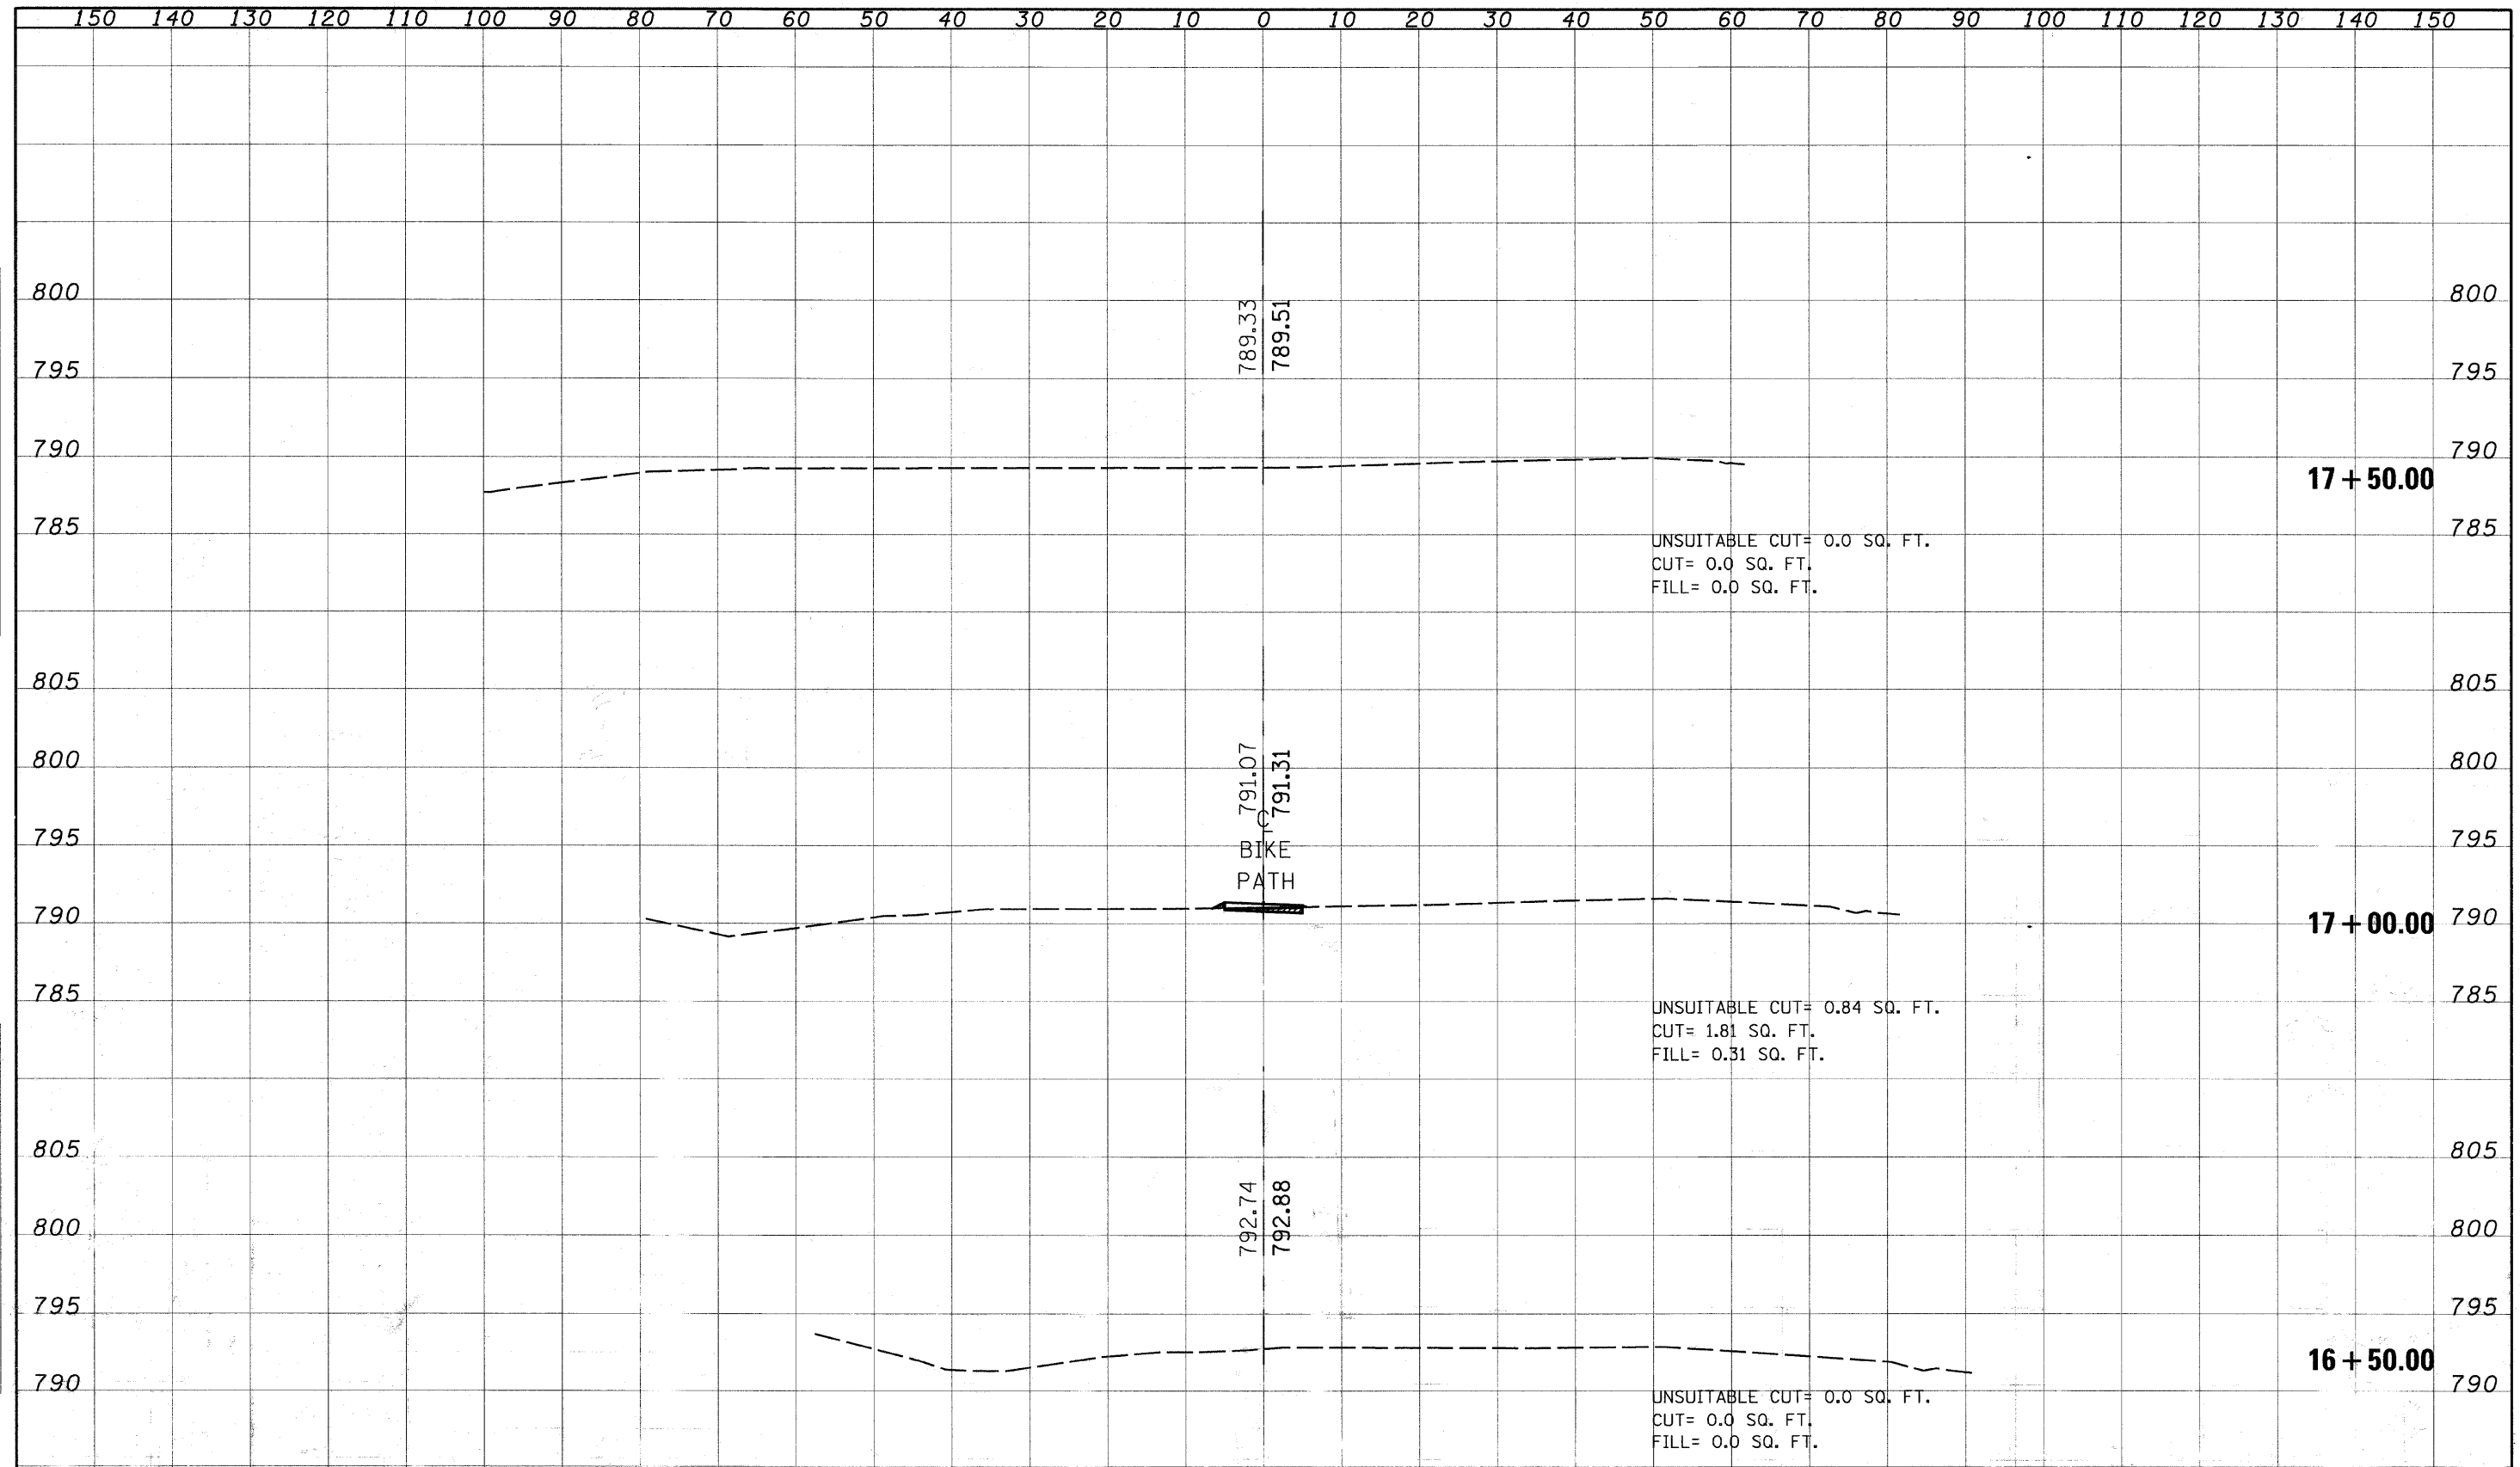 150 140 130 120 110 100 90 80 70 60 50 40 30 20 10 0 10 20 30 40 50 60 70 80 90 100 110 120 130 140 150
789.33 789.51
800 800
795 795
790 790
17+50.00
785 785
UNSUITABLE CUT= 0.0 SQ. FT.
CUT= 0.0 SQ. FT.
FILL= 0.0 SQ. FT.
805 805
791.07 791.31
800 800
℄
795 795
BIKE
PATH
790 790
17+00.00
785 785
UNSUITABLE CUT= 0.84 SQ. FT.
CUT= 1.81 SQ. FT.
FILL= 0.31 SQ. FT.
805 805
792.74 792.88
800 800
795 795
16+50.00
790 790
UNSUITABLE CUT= 0.0 SQ. FT.
CUT= 0.0 SQ. FT.
FILL= 0.0 SQ. FT.